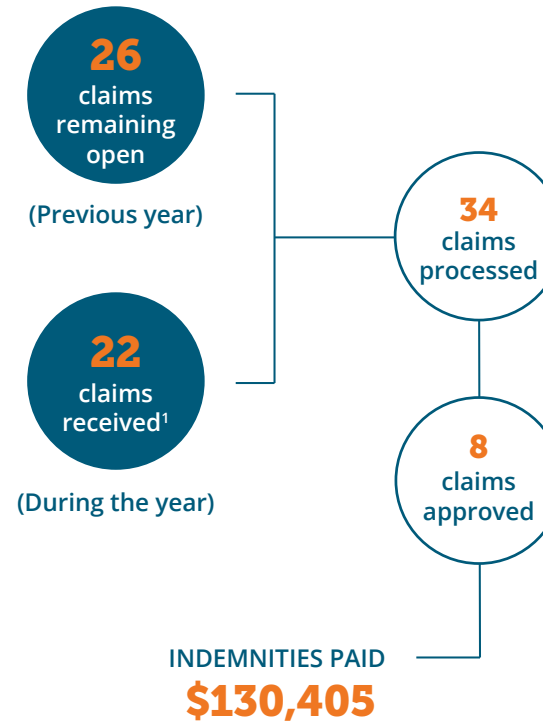 26
claims
remaining
open
(Previous year)
34
claims
processed
22
claims
received¹
(During the year)
8
claims
approved
INDEMNITIES PAID
$130,405